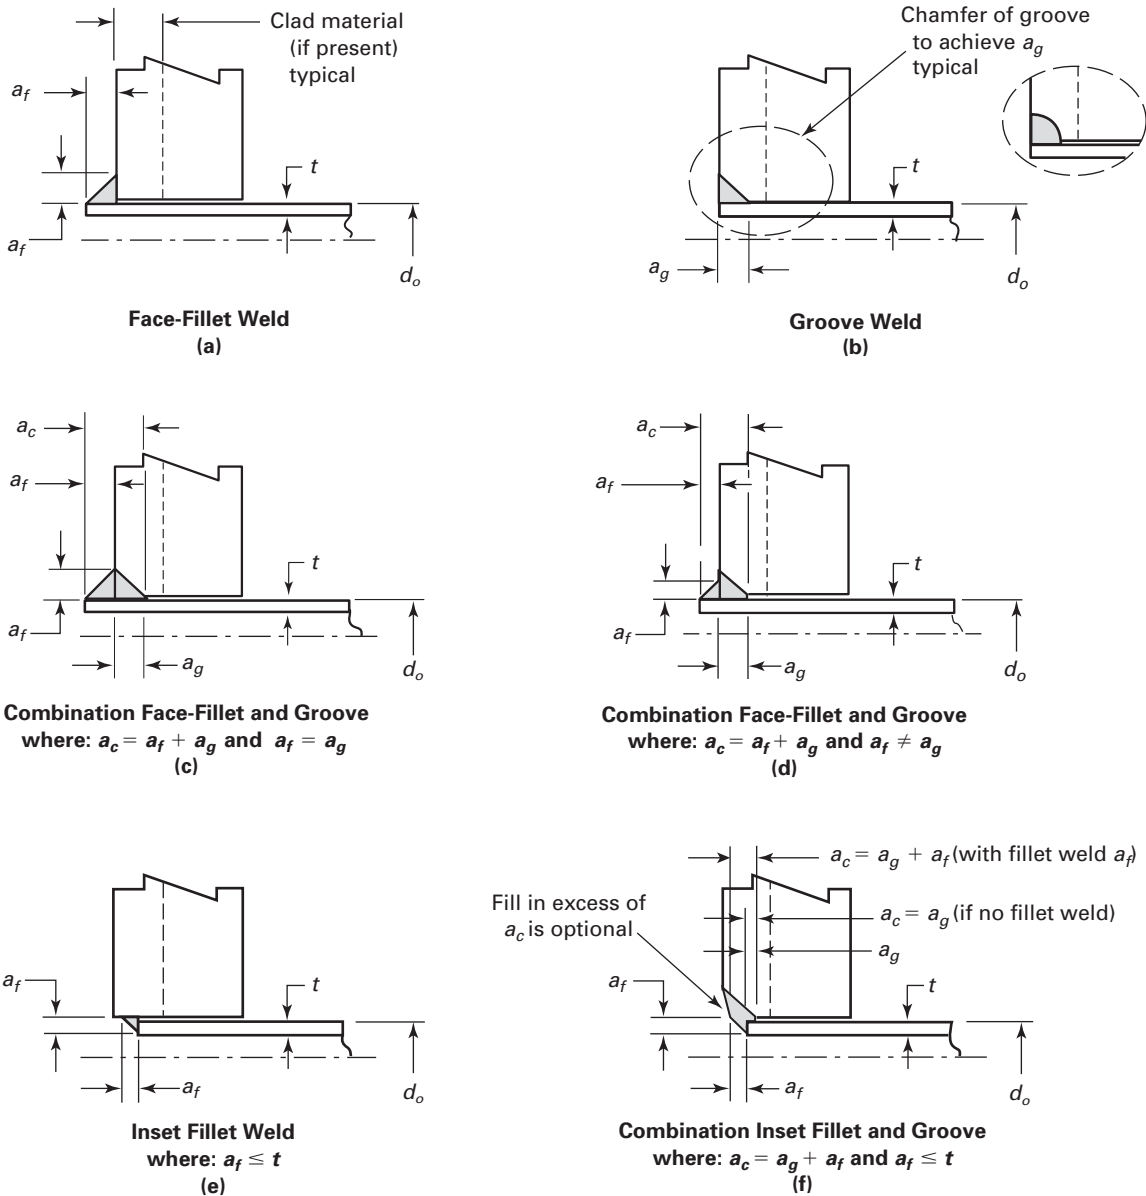 Clad material
(if present)
typical
a_f
t
a_f
d_o
Face-Fillet Weld
(a)
Chamfer of groove
to achieve a_g
typical
t
a_g
d_o
Groove Weld
(b)
a_c
a_f
t
a_f
a_g
d_o
Combination Face-Fillet and Groove
where: a_c = a_f + a_g and a_f = a_g
(c)
a_c
a_f
t
a_f
a_g
d_o
Combination Face-Fillet and Groove
where: a_c = a_f + a_g and a_f ≠ a_g
(d)
a_f
t
a_f
d_o
Inset Fillet Weld
where: a_f ≤ t
(e)
a_c = a_g + a_f (with fillet weld a_f)
Fill in excess of
a_c is optional
a_c = a_g (if no fillet weld)
a_g
a_f
t
a_f
d_o
Combination Inset Fillet and Groove
where: a_c = a_g + a_f and a_f ≤ t
(f)